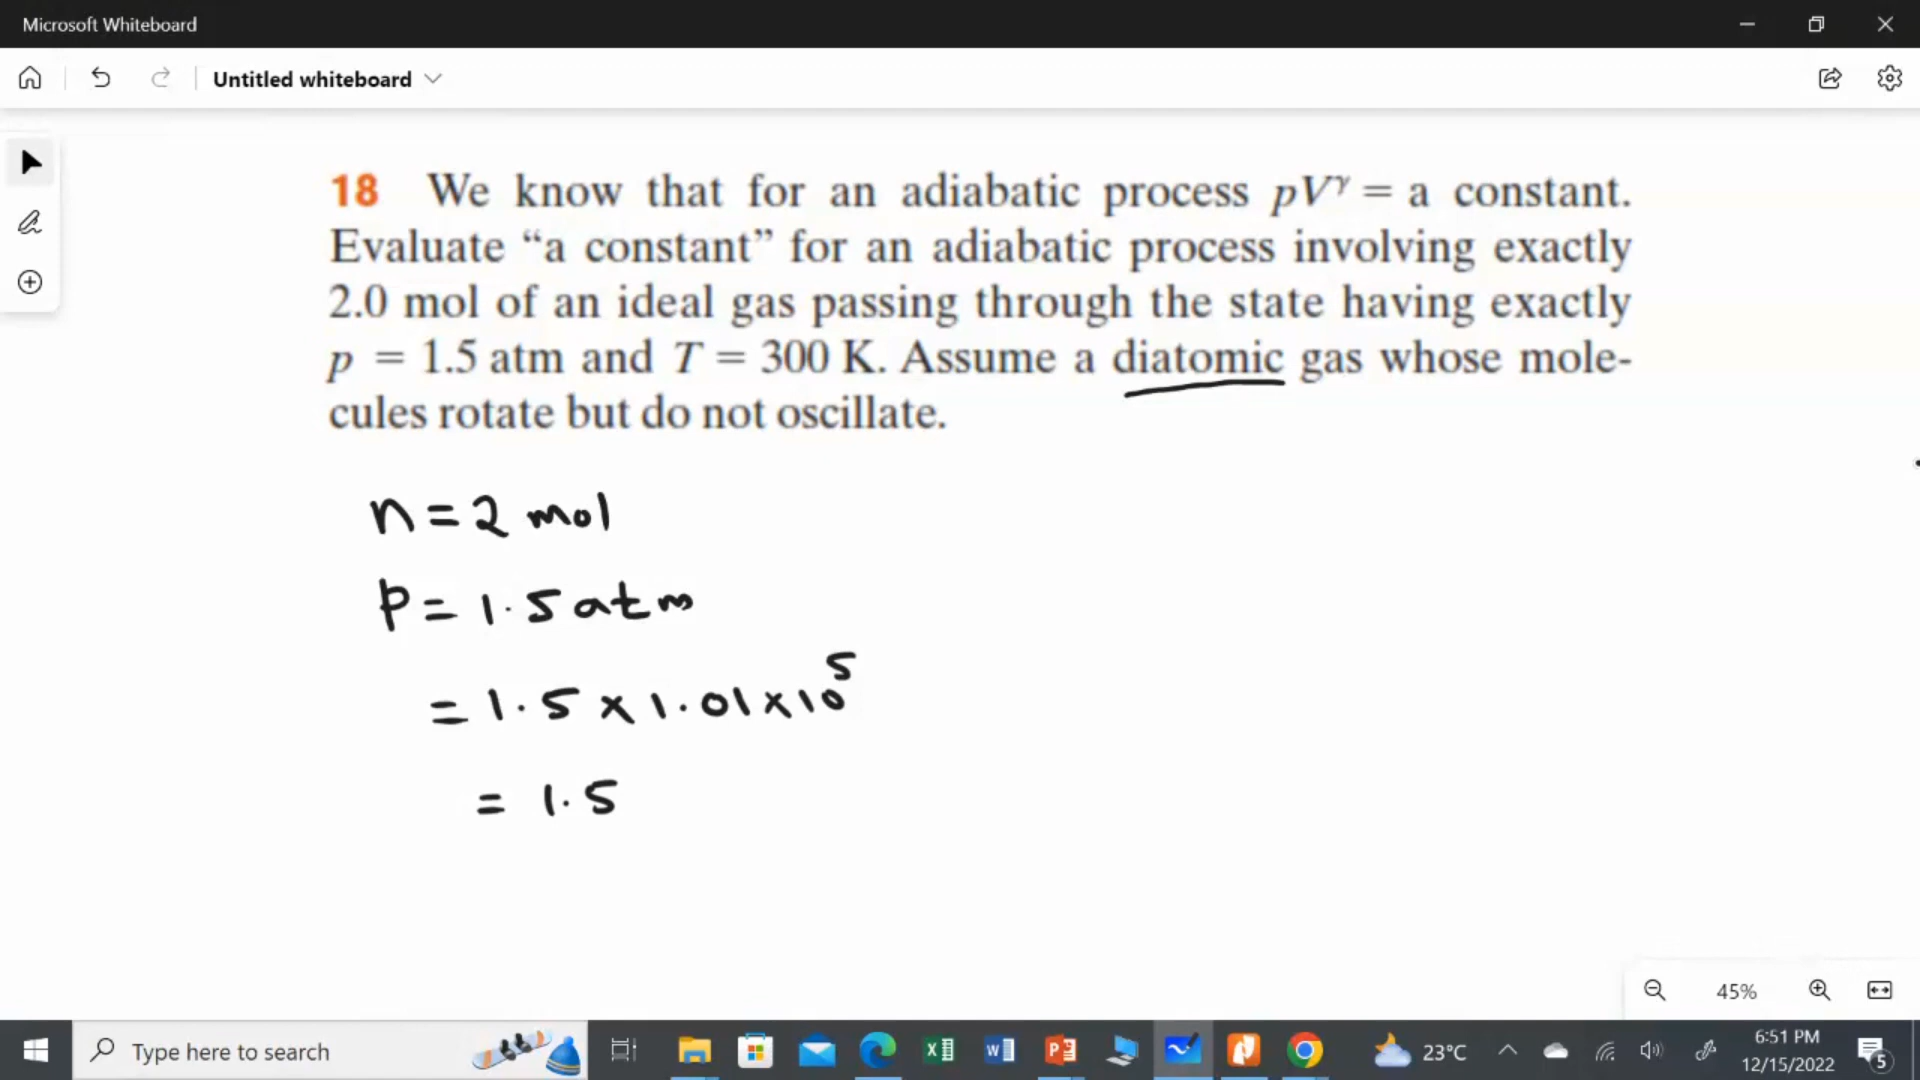 Microsoft Whiteboard
Untitled whiteboard
18 We know that for an adiabatic process pVᵞ = a constant.
Evaluate “a constant” for an adiabatic process involving exactly
2.0 mol of an ideal gas passing through the state having exactly
p = 1.5 atm and T = 300 K. Assume a diatomic gas whose mole-
cules rotate but do not oscillate.
n = 2 mol
P = 1.5 atm
= 1.5 × 1.01 × 10⁵
= 1.5
45%
Type here to search
23°C
6:51 PM
12/15/2022
5